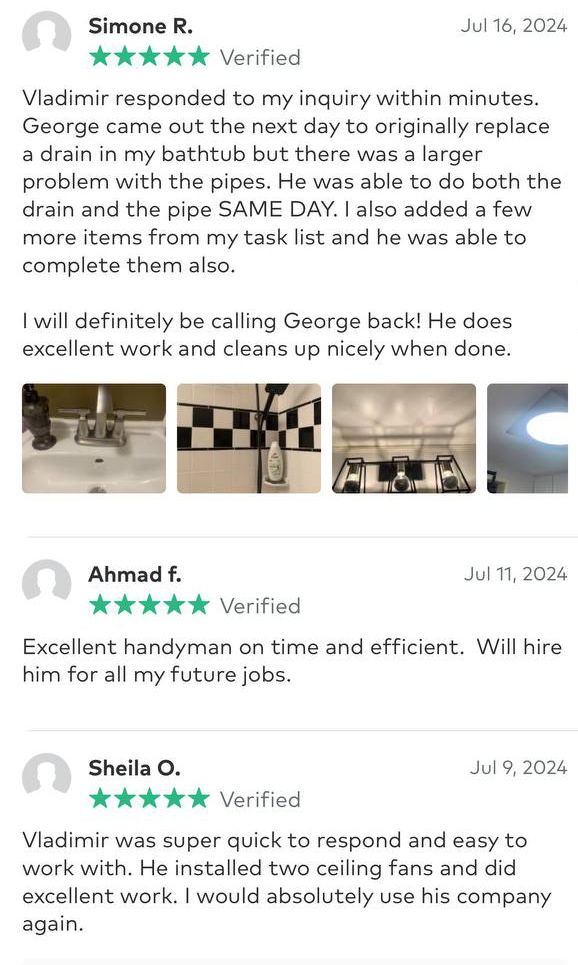 Simone R.
Jul 16, 2024
Verified
Vladimir responded to my inquiry within minutes.
George came out the next day to originally replace
a drain in my bathtub but there was a larger
problem with the pipes. He was able to do both the
drain and the pipe SAME DAY. I also added a few
more items from my task list and he was able to
complete them also.
I will definitely be calling George back! He does
excellent work and cleans up nicely when done.
Ahmad f.
Jul 11, 2024
Verified
Excellent handyman on time and efficient.  Will hire
him for all my future jobs.
Sheila O.
Jul 9, 2024
Verified
Vladimir was super quick to respond and easy to
work with. He installed two ceiling fans and did
excellent work. I would absolutely use his company
again.